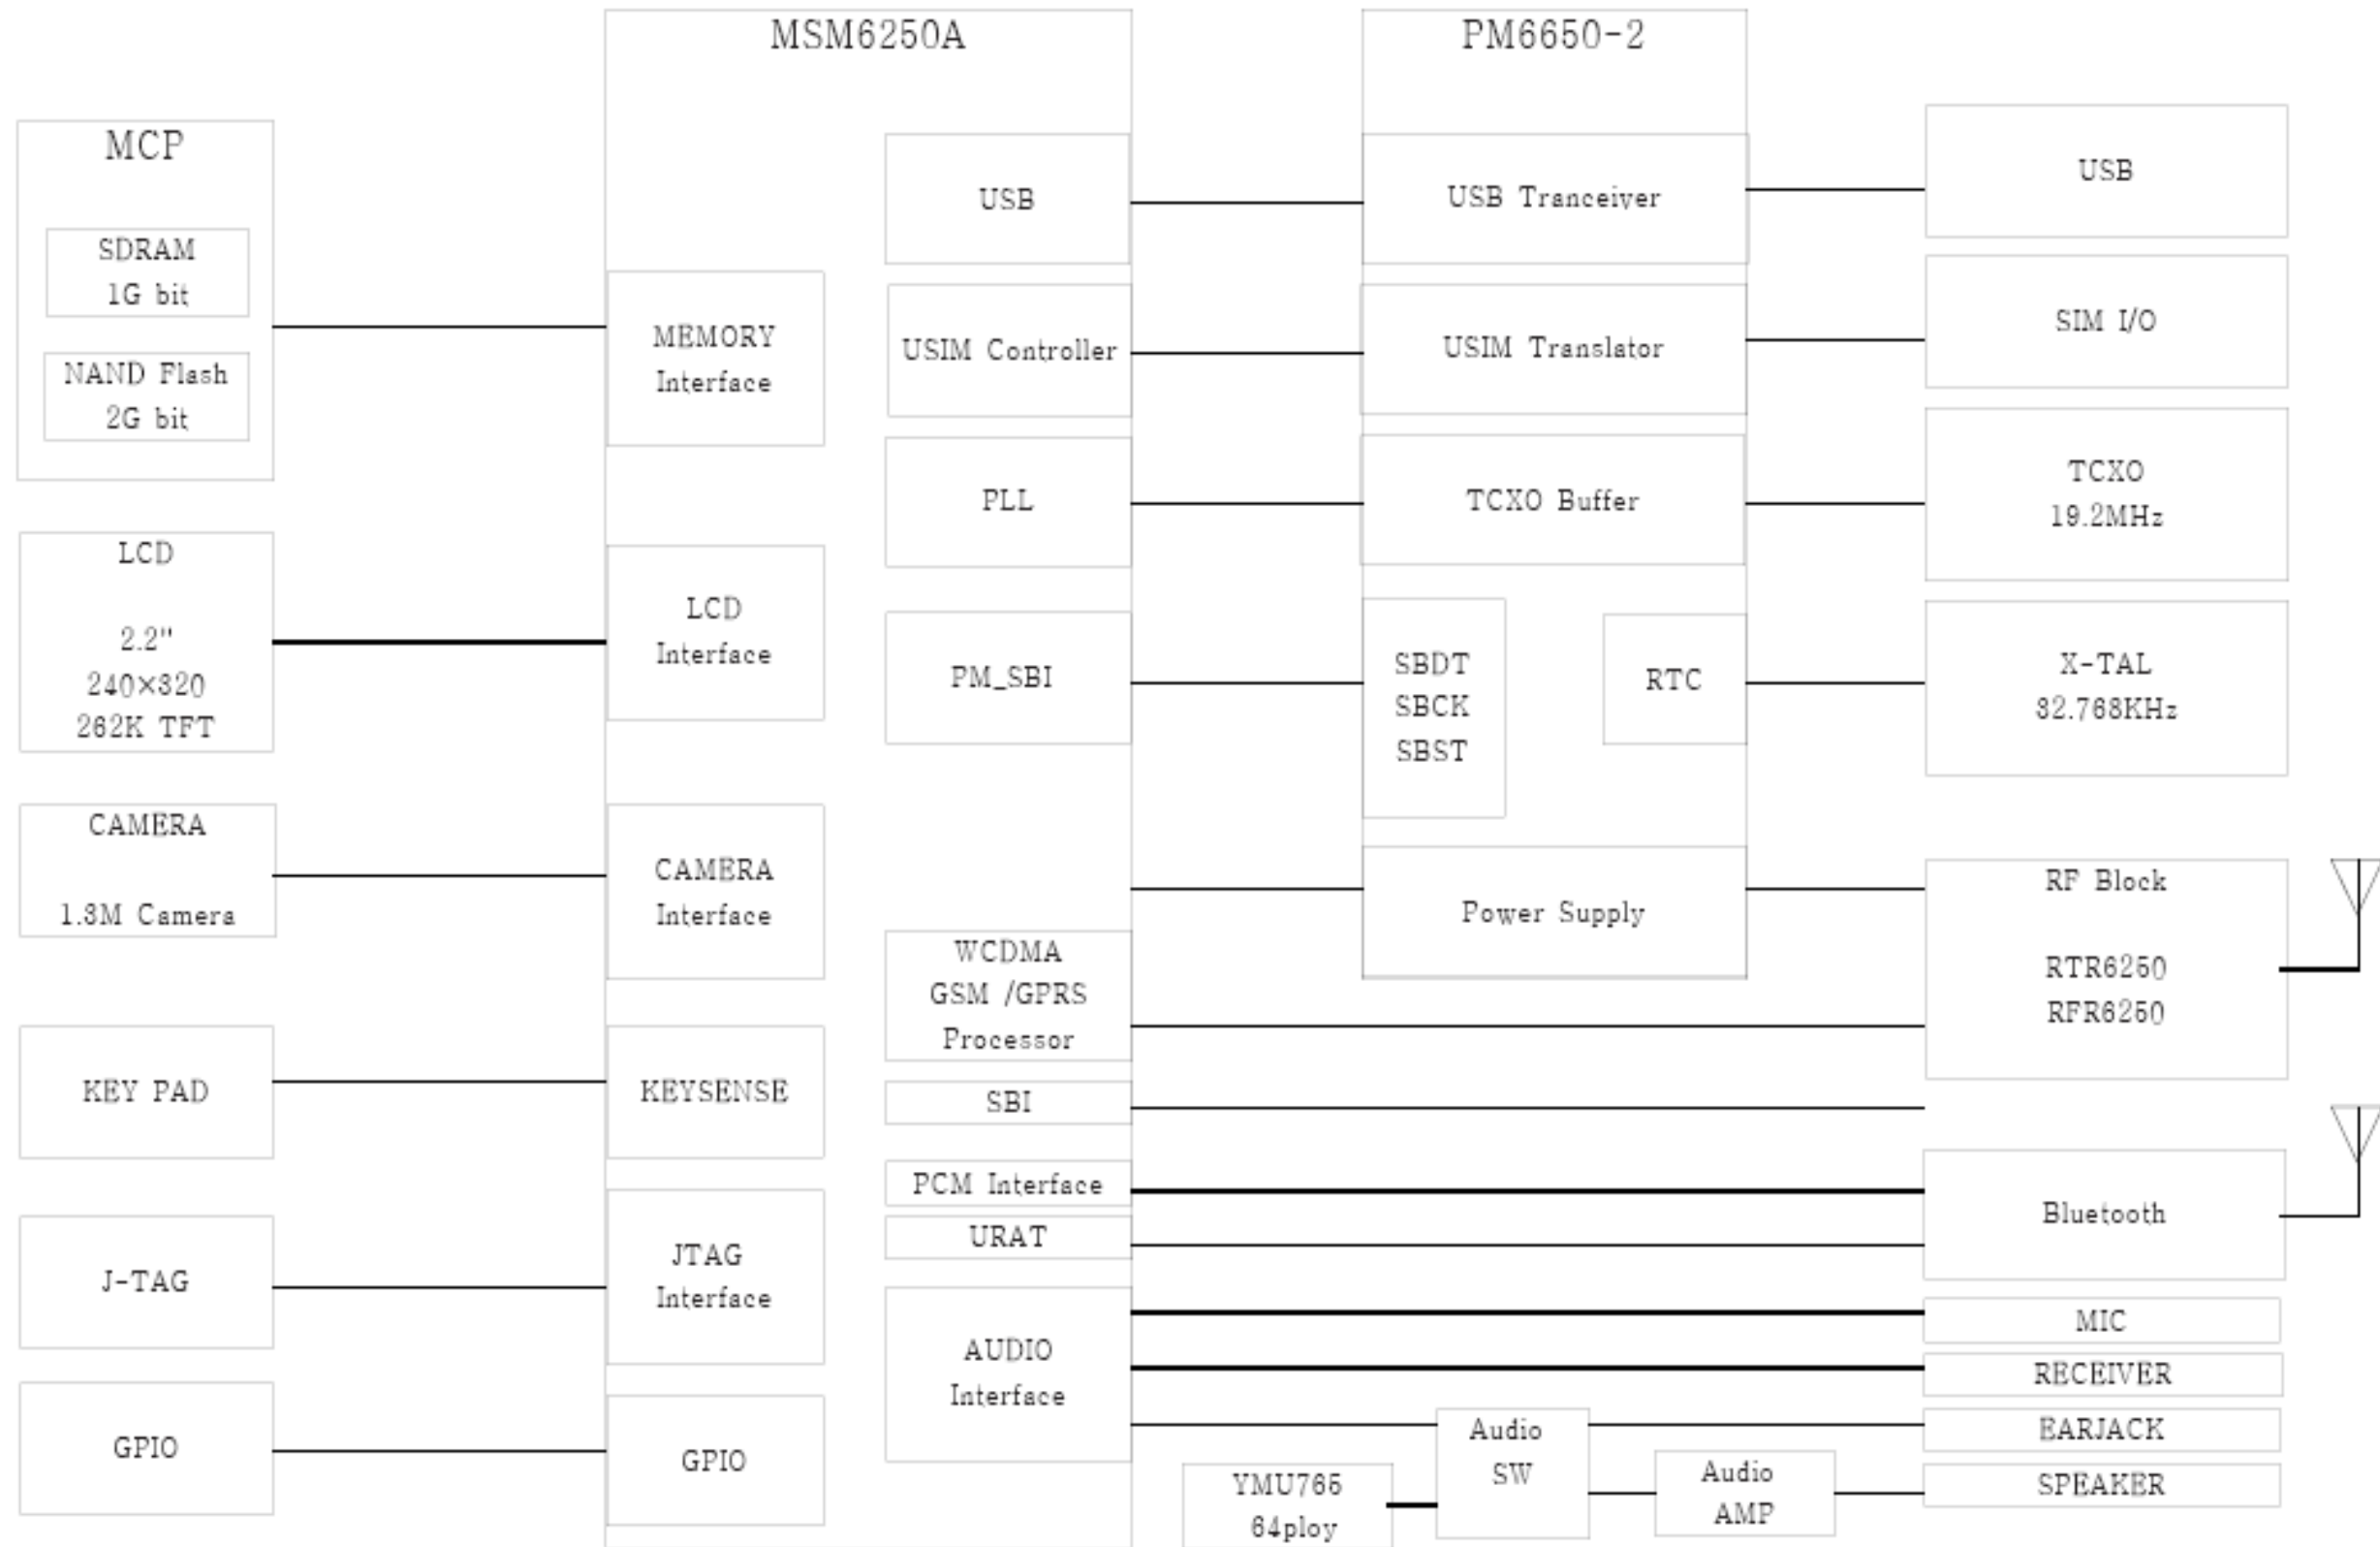 MSM6250A
PM6650-2
MCP
SDRAM
1G bit
NAND Flash
2G bit
LCD
2.2"
240×320
262K TFT
CAMERA
1.3M Camera
KEY PAD
J-TAG
GPIO
MEMORY
Interface
LCD
Interface
CAMERA
Interface
KEYSENSE
JTAG
Interface
GPIO
USB
USIM Controller
PLL
PM_SBI
WCDMA
GSM /GPRS
Processor
SBI
PCM Interface
URAT
AUDIO
Interface
USB Tranceiver
USIM Translator
TCXO Buffer
SBDT
SBCK
SBST
RTC
Power Supply
YMU765
64ploy
Audio
SW
Audio
AMP
USB
SIM I/O
TCXO
19.2MHz
X-TAL
32.768KHz
RF Block
RTR6250
RFR6250
Bluetooth
MIC
RECEIVER
EARJACK
SPEAKER